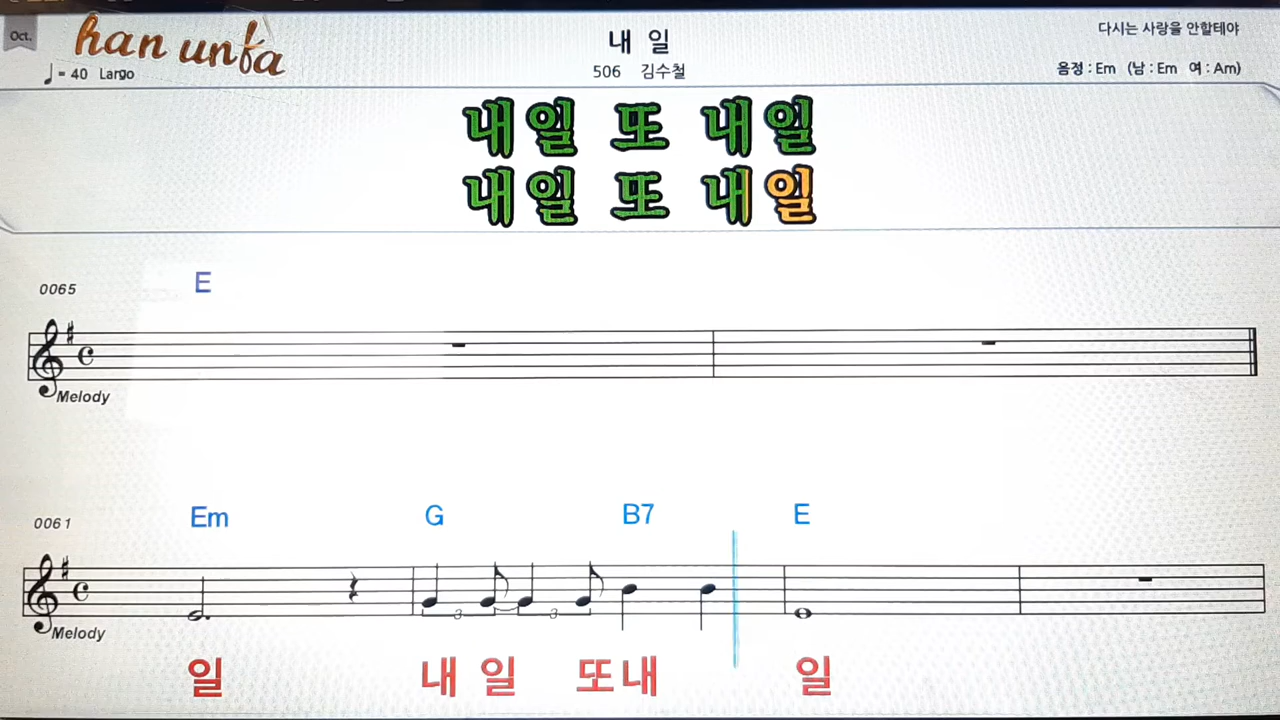 Oct.
han unfa
= 40 Largo
내 일
506 김수철
다시는 사랑을 안할테야
음정 : Em (남 : Em 여 : Am)
내일 또 내일
내일 또 내일
0065
E
Melody
0061
Em G B7 E
3 3
Melody
일 내 일 또 내 일